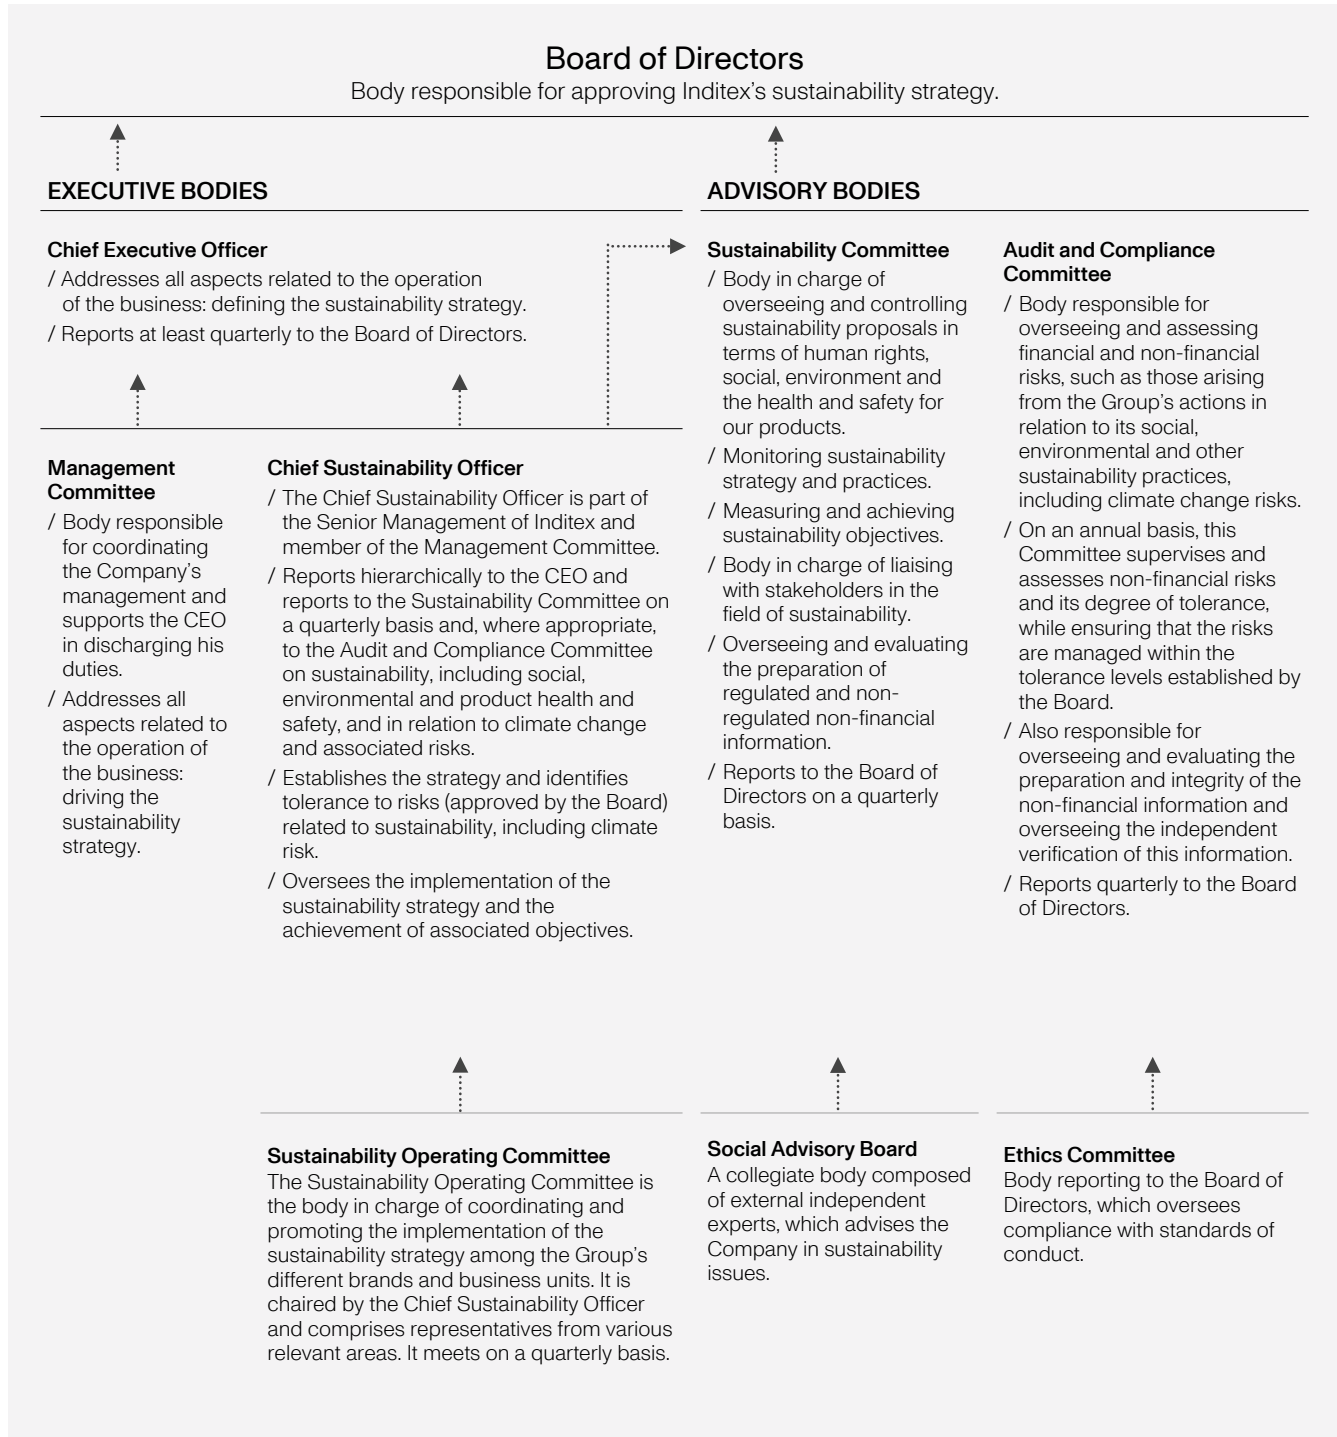 Board of Directors
Body responsible for approving Inditex's sustainability strategy.
EXECUTIVE BODIES
Chief Executive Officer
/ Addresses all aspects related to the operation
of the business: defining the sustainability strategy.
/ Reports at least quarterly to the Board of Directors.
Management
Committee
/ Body responsible
for coordinating
the Company's
management and
supports the CEO
in discharging his
duties.
/ Addresses all
aspects related to
the operation of
the business:
driving the
sustainability
strategy.
Chief Sustainability Officer
/ The Chief Sustainability Officer is part of
the Senior Management of Inditex and
member of the Management Committee.
/ Reports hierarchically to the CEO and
reports to the Sustainability Committee on
a quarterly basis and, where appropriate,
to the Audit and Compliance Committee
on sustainability, including social,
environmental and product health and
safety, and in relation to climate change
and associated risks.
/ Establishes the strategy and identifies
tolerance to risks (approved by the Board)
related to sustainability, including climate
risk.
/ Oversees the implementation of the
sustainability strategy and the
achievement of associated objectives.
Sustainability Operating Committee
The Sustainability Operating Committee is
the body in charge of coordinating and
promoting the implementation of the
sustainability strategy among the Group's
different brands and business units. It is
chaired by the Chief Sustainability Officer
and comprises representatives from various
relevant areas. It meets on a quarterly basis.
ADVISORY BODIES
Sustainability Committee
/ Body in charge of
overseeing and controlling
sustainability proposals in
terms of human rights,
social, environment and
the health and safety for
our products.
/ Monitoring sustainability
strategy and practices.
/ Measuring and achieving
sustainability objectives.
/ Body in charge of liaising
with stakeholders in the
field of sustainability.
/ Overseeing and evaluating
the preparation of
regulated and non-
regulated non-financial
information.
/ Reports to the Board of
Directors on a quarterly
basis.
Social Advisory Board
A collegiate body composed
of external independent
experts, which advises the
Company in sustainability
issues.
Audit and Compliance
Committee
/ Body responsible for
overseeing and assessing
financial and non-financial
risks, such as those arising
from the Group's actions in
relation to its social,
environmental and other
sustainability practices,
including climate change risks.
/ On an annual basis, this
Committee supervises and
assesses non-financial risks
and its degree of tolerance,
while ensuring that the risks
are managed within the
tolerance levels established by
the Board.
/ Also responsible for
overseeing and evaluating the
preparation and integrity of the
non-financial information and
overseeing the independent
verification of this information.
/ Reports quarterly to the Board
of Directors.
Ethics Committee
Body reporting to the Board of
Directors, which oversees
compliance with standards of
conduct.